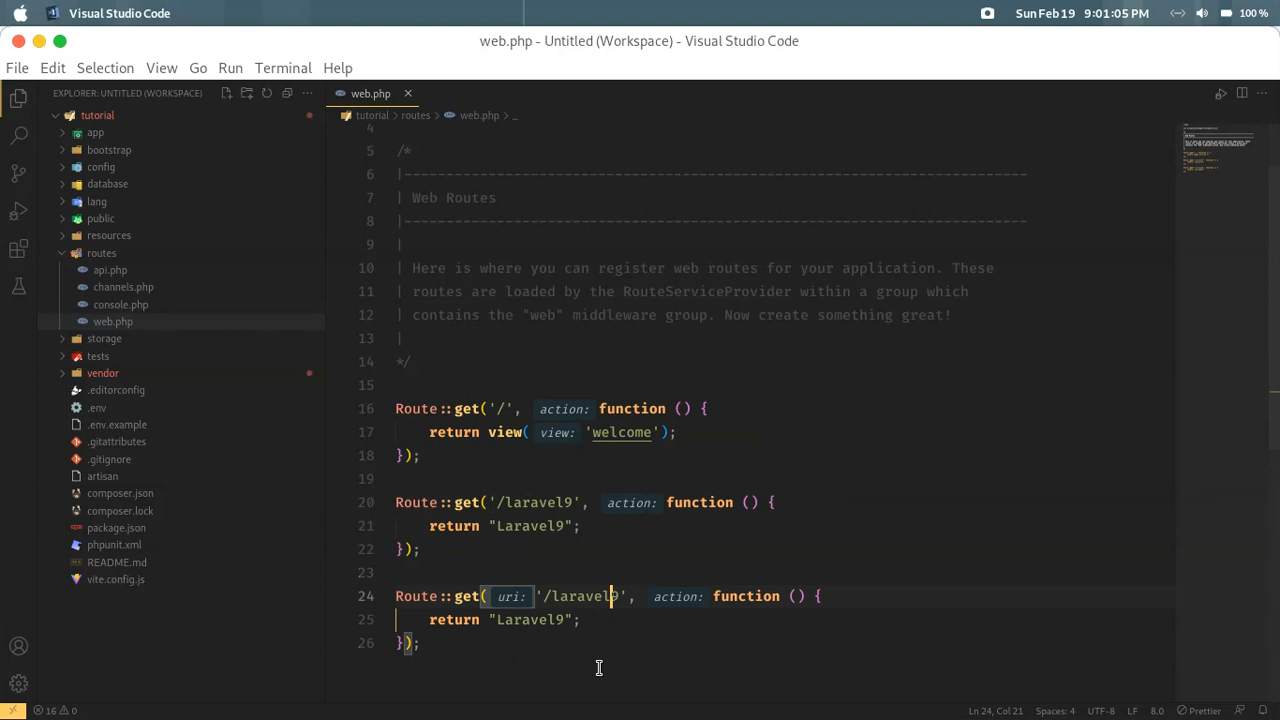 Visual Studio Code
Sun Feb 19 9:01:05 PM
100 %
web.php - Untitled (Workspace) - Visual Studio Code
File Edit Selection View Go Run Terminal Help
EXPLORER: UNTITLED (WORKSPACE)
tutorial
app
bootstrap
config
database
lang
public
resources
routes
api.php
channels.php
console.php
web.php
storage
tests
vendor
.editorconfig
.env
.env.example
.gitattributes
.gitignore
artisan
composer.json
composer.lock
package.json
phpunit.xml
README.md
vite.config.js
web.php
tutorial > routes > web.php > _
4
5 /*
6 |--------------------------------------------------------------------------
7 | Web Routes
8 |--------------------------------------------------------------------------
9 |
10 | Here is where you can register web routes for your application. These
11 | routes are loaded by the RouteServiceProvider within a group which
12 | contains the "web" middleware group. Now create something great!
13 |
14 */
15
16 Route::get('/', action: function () {
17 return view( view: 'welcome');
18 });
19
20 Route::get('/laravel9', action: function () {
21 return "Laravel9";
22 });
23
24 Route::get( uri: '/laravel9', action: function () {
25 return "Laravel9";
26 });
16 0
Ln 24, Col 21 Spaces: 4 UTF-8 LF 8.0 Prettier